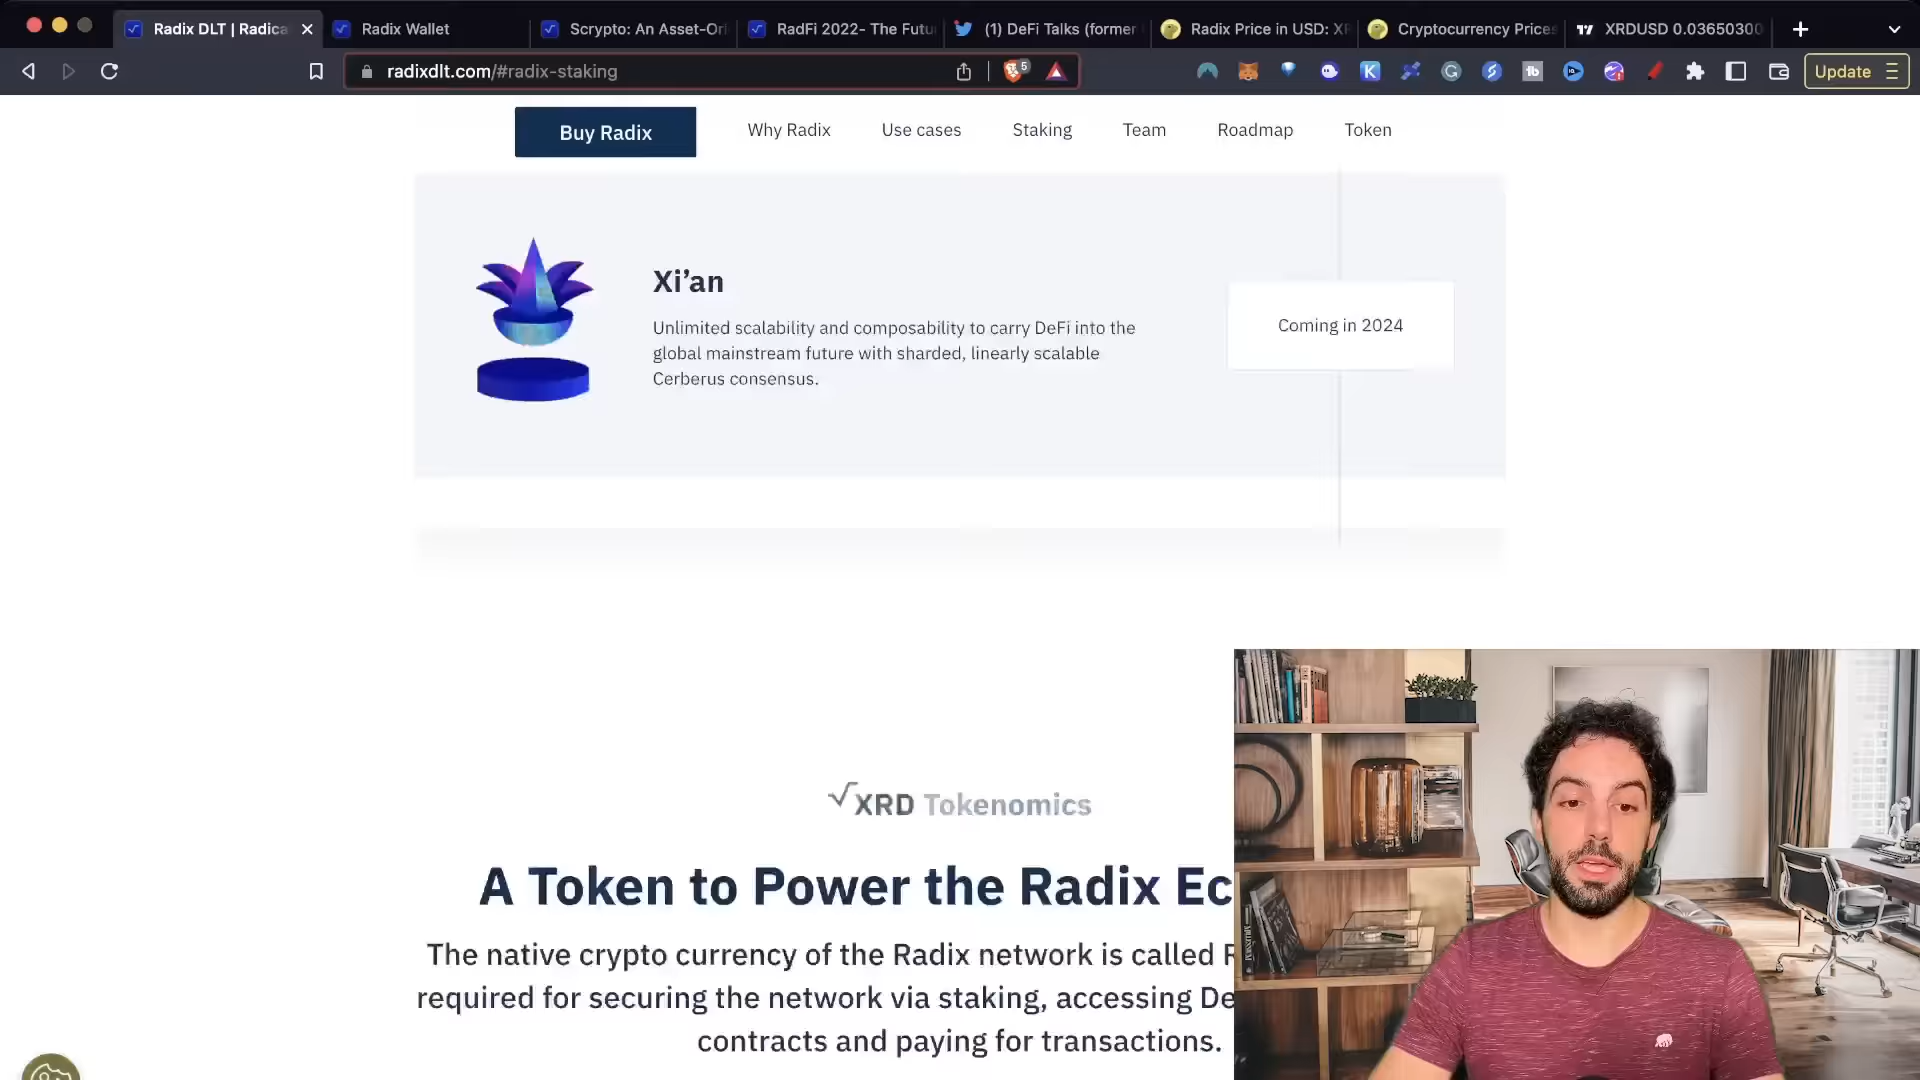 Radix DLT | Radica
Radix Wallet
Scrypto: An Asset-Ori
RadFi 2022- The Futu
(1) DeFi Talks (former
Radix Price in USD: XR
Cryptocurrency Prices
XRDUSD 0.03650300
radixdlt.com/#radix-staking
5
Update
Buy Radix
Why Radix
Use cases
Staking
Team
Roadmap
Token
Xi’an
Unlimited scalability and composability to carry DeFi into the
global mainstream future with sharded, linearly scalable
Cerberus consensus.
Coming in 2024
XRD Tokenomics
A Token to Power the Radix Ec
The native crypto currency of the Radix network is called R
required for securing the network via staking, accessing De
contracts and paying for transactions.